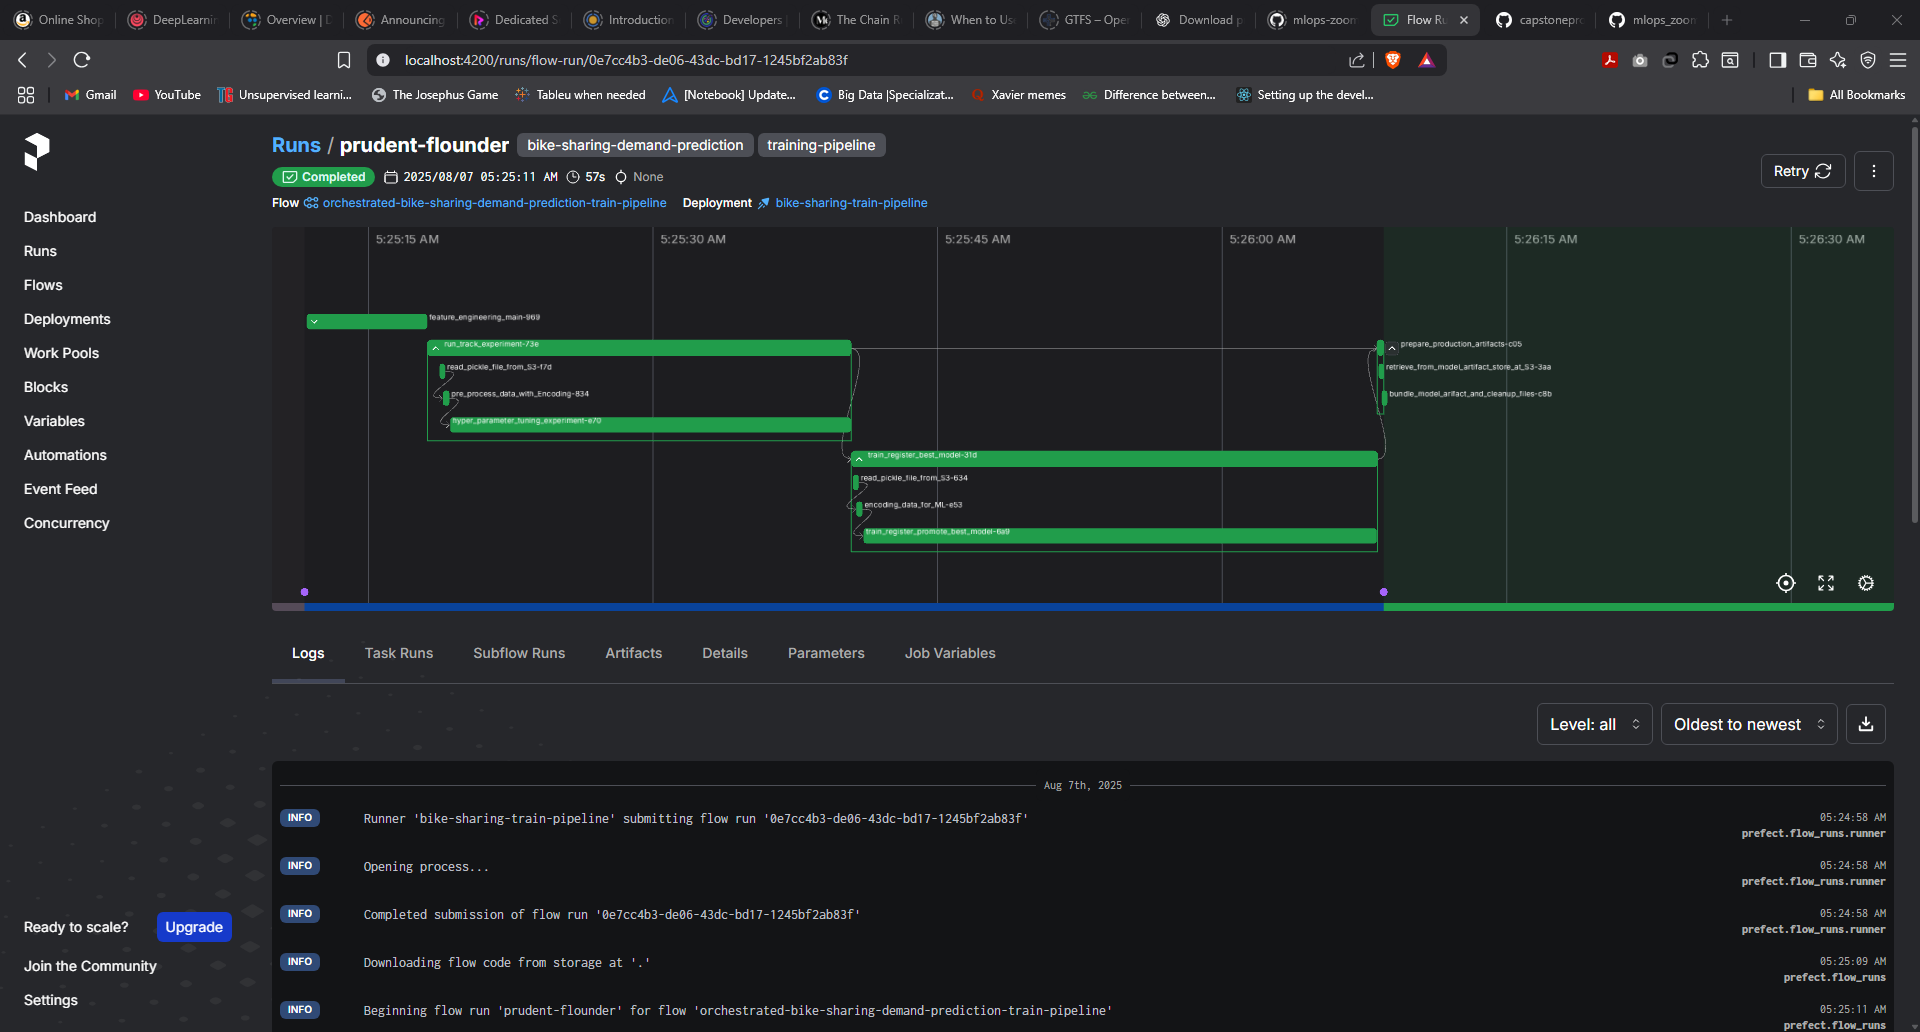 Online Shop
DeepLearnin
Overview | D
Announcing
Dedicated S
Introduction
Developers
The Chain R
When to Us
GTFS – Open
Download p
mlops-zoom
Flow Ru
capstonepro
mlops_zoom
localhost:4200/runs/flow-run/0e7cc4b3-de06-43dc-bd17-1245bf2ab83f
Gmail
YouTube
Unsupervised learni...
The Josephus Game
Tableu when needed
[Notebook] Update...
Big Data |Specializat...
Xavier memes
Difference between...
Setting up the devel...
All Bookmarks
Runs / prudent-flounder bike-sharing-demand-prediction training-pipeline
Completed 2025/08/07 05:25:11 AM 57s None
Flow orchestrated-bike-sharing-demand-prediction-train-pipeline Deployment bike-sharing-train-pipeline
Retry
Dashboard
Runs
Flows
Deployments
Work Pools
Blocks
Variables
Automations
Event Feed
Concurrency
Ready to scale? Upgrade
Join the Community
Settings
5:25:15 AM 5:25:30 AM 5:25:45 AM 5:26:00 AM 5:26:15 AM 5:26:30 AM
feature_engineering_main-969
run_track_experiment-73e
read_pickle_file_from_S3-f7d
pre_process_data_with_Encoding-834
hyper_parameter_tuning_experiment-e70
train_register_best_model-31d
read_pickle_file_from_S3-634
encoding_data_for_ML-e53
train_register_promote_best_model-6a9
prepare_production_artifacts-c05
retrieve_from_model_artifact_store_at_S3-3aa
bundle_model_arifact_and_cleanup_files-c8b
Logs Task Runs Subflow Runs Artifacts Details Parameters Job Variables
Level: all Oldest to newest
Aug 7th, 2025
INFO Runner 'bike-sharing-train-pipeline' submitting flow run '0e7cc4b3-de06-43dc-bd17-1245bf2ab83f' 05:24:58 AM
prefect.flow_runs.runner
INFO Opening process... 05:24:58 AM
prefect.flow_runs.runner
INFO Completed submission of flow run '0e7cc4b3-de06-43dc-bd17-1245bf2ab83f' 05:24:58 AM
prefect.flow_runs.runner
INFO Downloading flow code from storage at '.' 05:25:09 AM
prefect.flow_runs
INFO Beginning flow run 'prudent-flounder' for flow 'orchestrated-bike-sharing-demand-prediction-train-pipeline' 05:25:11 AM
prefect.flow_runs